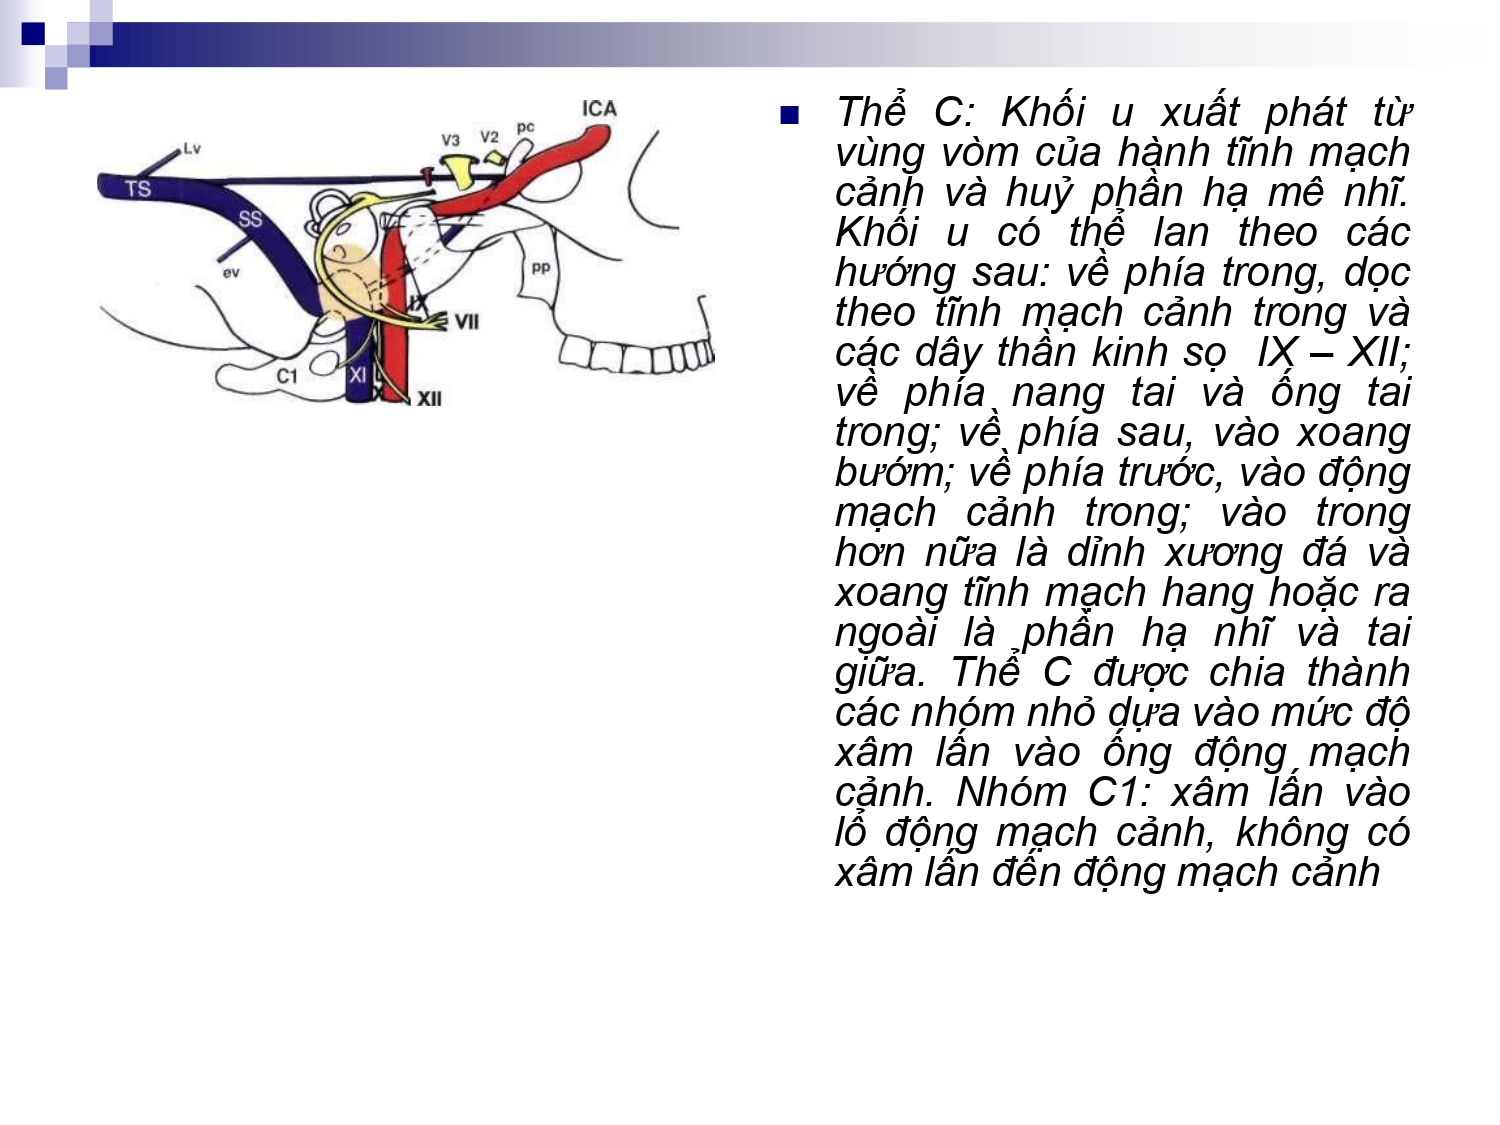 ICA
pc
V3
V2
Lv
TS
SS
ev
pp
IX
VII
C1
XI
X
XII
Thể C: Khối u xuất phát từ
vùng vòm của hành tĩnh mạch
cảnh và huỷ phần hạ mê nhĩ.
Khối u có thể lan theo các
hướng sau: về phía trong, dọc
theo tĩnh mạch cảnh trong và
các dây thần kinh sọ IX – XII;
về phía nang tai và ống tai
trong; về phía sau, vào xoang
bướm; về phía trước, vào động
mạch cảnh trong; vào trong
hơn nữa là dỉnh xương đá và
xoang tĩnh mạch hang hoặc ra
ngoài là phần hạ nhĩ và tai
giữa. Thể C được chia thành
các nhóm nhỏ dựa vào mức độ
xâm lấn vào ống động mạch
cảnh. Nhóm C1: xâm lấn vào
lổ động mạch cảnh, không có
xâm lấn đến động mạch cảnh